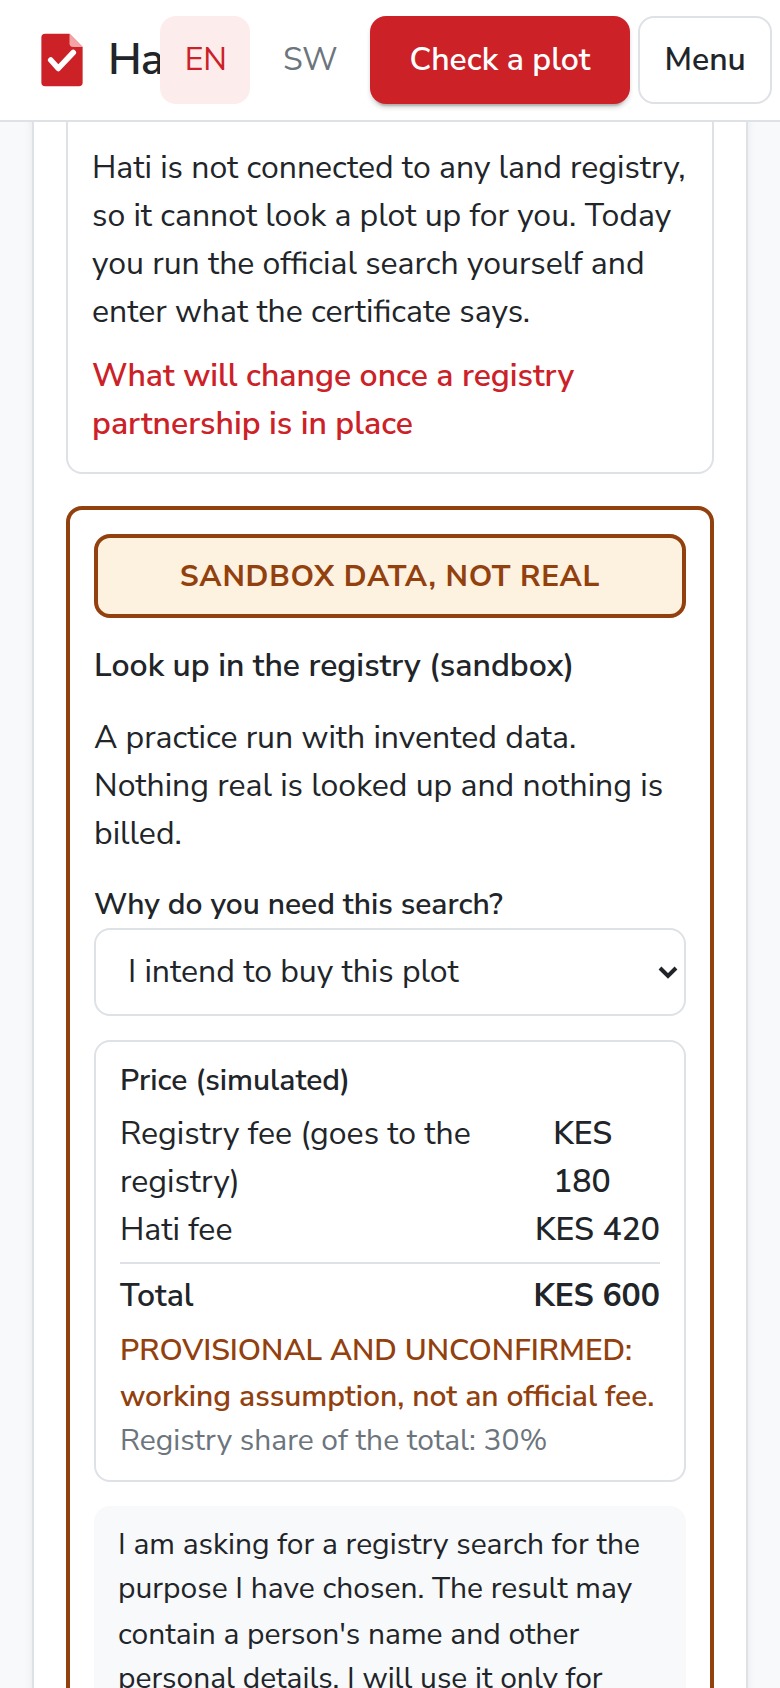 Ha
EN
SW
Check a plot
Menu
Hati is not connected to any land registry,
so it cannot look a plot up for you. Today
you run the official search yourself and
enter what the certificate says.
What will change once a registry
partnership is in place
SANDBOX DATA, NOT REAL
Look up in the registry (sandbox)
A practice run with invented data.
Nothing real is looked up and nothing is
billed.
Why do you need this search?
I intend to buy this plot
Price (simulated)
Registry fee (goes to the
registry)
KES
180
Hati fee
KES 420
Total
KES 600
PROVISIONAL AND UNCONFIRMED:
working assumption, not an official fee.
Registry share of the total: 30%
I am asking for a registry search for the
purpose I have chosen. The result may
contain a person's name and other
personal details. I will use it only for